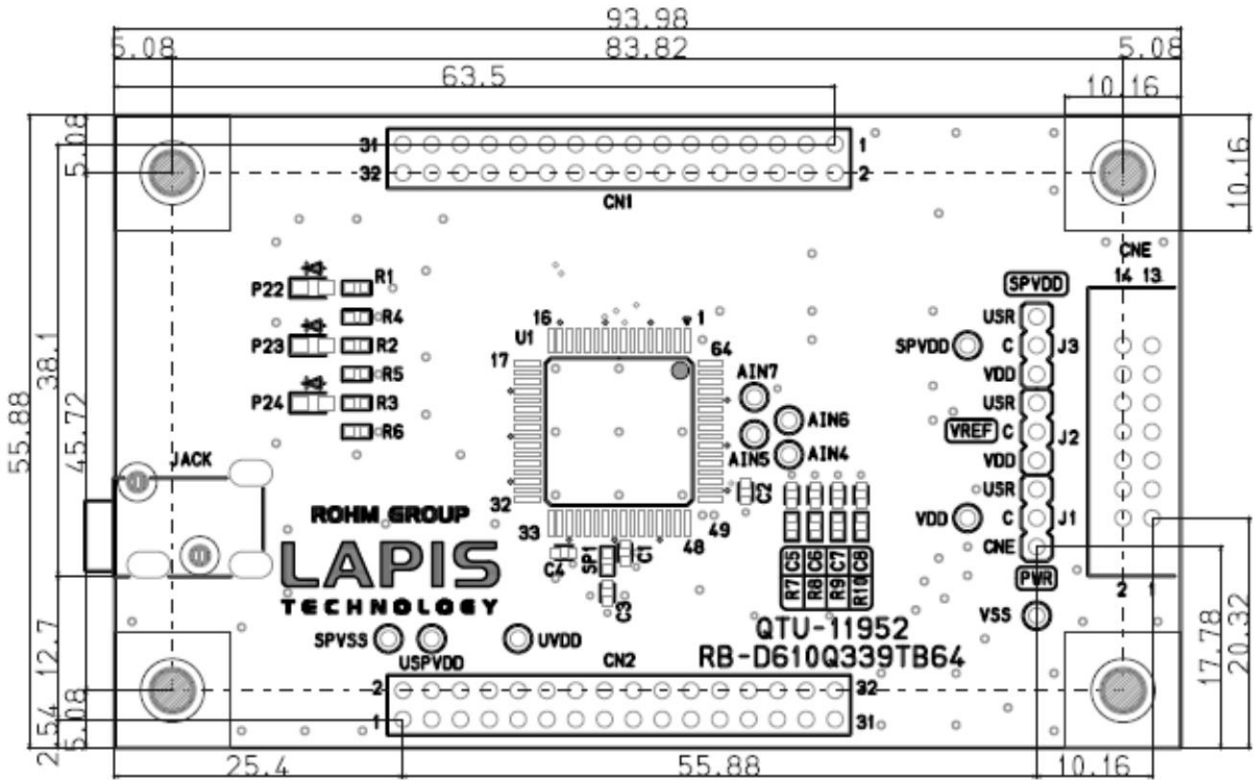 93.98
5.08 83.82 5.08
63.5
10.16
5.08
10.16
31 1
32 2
CN1
CNE
14 13
SPVDD
P22 R1
R4
P23 R2
R5
P24 R3
R6
16 1
U1
17 64
AIN7
AIN6
AIN5 AIN4
USR
SPVDD C J3
VDD
USR
VREF C J2
VDD
USR
VDD C J1
CNE
PWR
2 1
VSS
38.1
55.88
45.72
JACK
32
33
49
48
C2
C4
SP1
C1
C3
R7 C5
R8 C6
R9 C7
R10 C8
ROHM GROUP
LAPIS
TECHNOLOGY
SPVSS USPVDD UVDD
QTU-11952
RB-D610Q339TB64
CN2
2 32
1 31
12.7
2.54
5.08
17.78
20.32
25.4 55.88 10.16